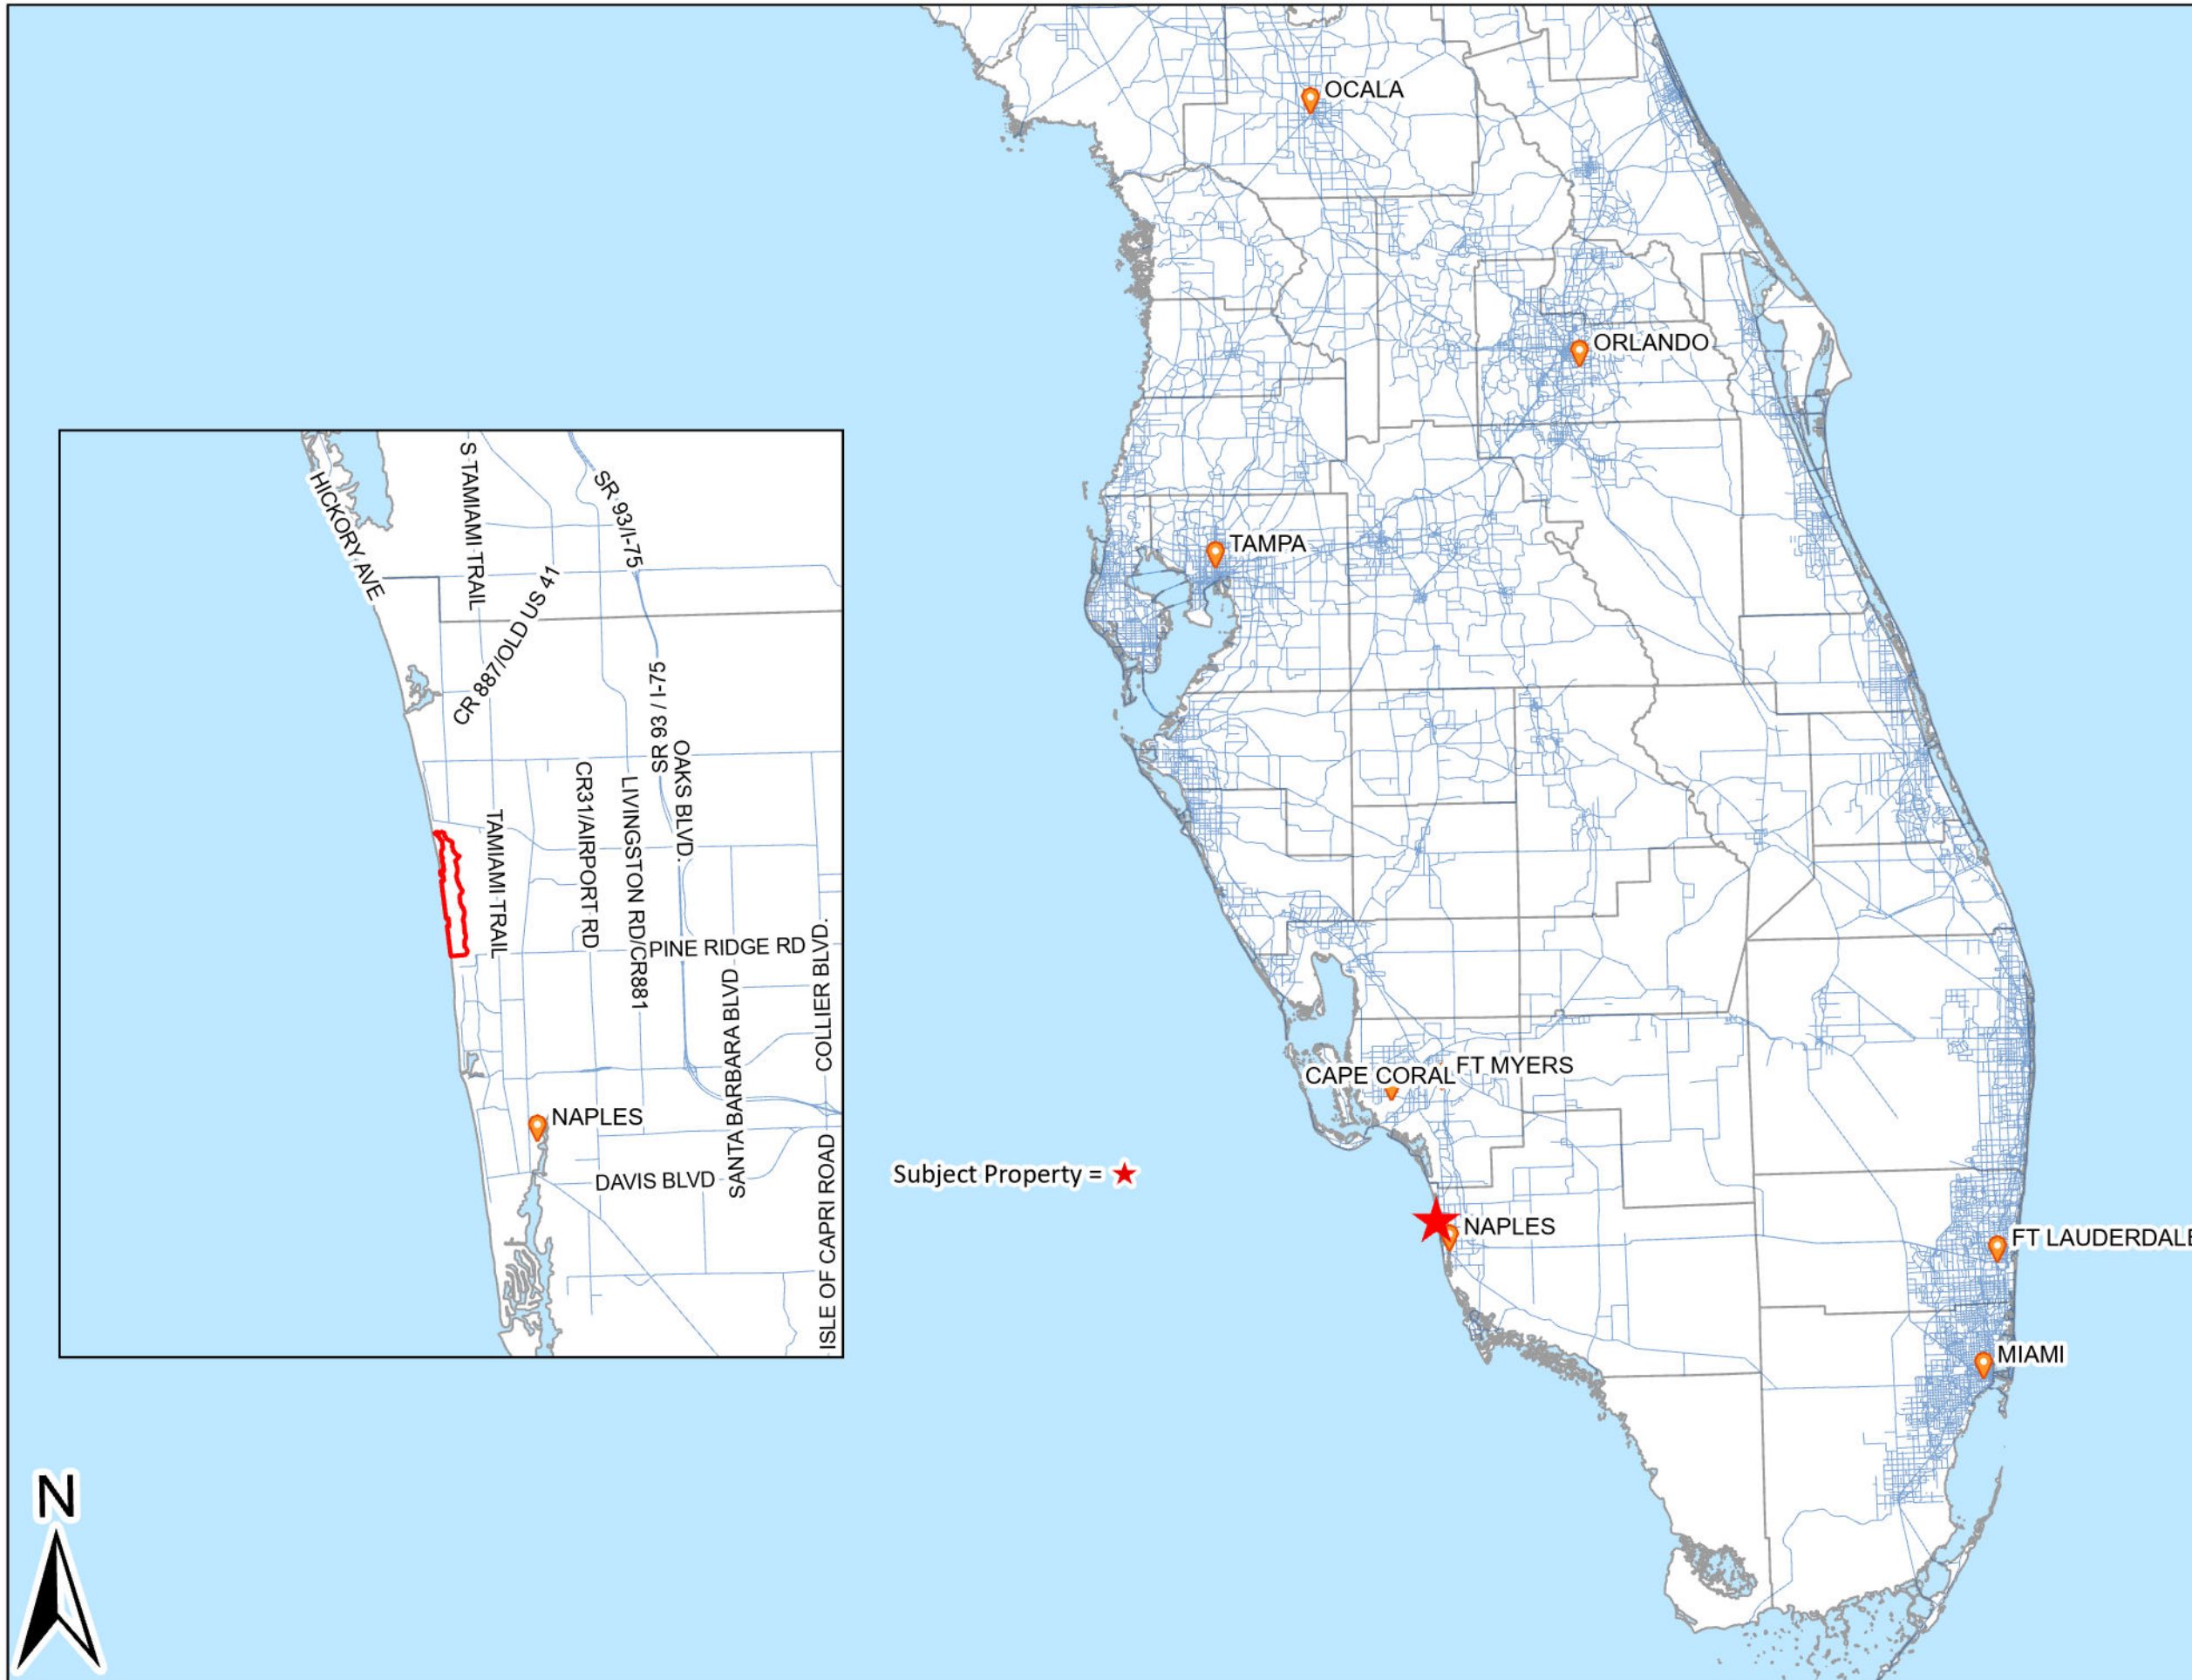 OCALA
ORLANDO
TAMPA
CAPE CORAL
FT MYERS
NAPLES
FT LAUDERDALE
MIAMI
Subject Property =
HICKORY AVE
S TAMIAMI TRAIL
SR 93/I-75
CR 887/OLD US 41
SR 93 / I-75
OAKS BLVD.
TAMIAMI TRAIL
CR31/AIRPORT RD
LIVINGSTON RD/CR881
PINE RIDGE RD
SANTA BARBARA BLVD
COLLIER BLVD.
NAPLES
DAVIS BLVD
ISLE OF CAPRI ROAD
N